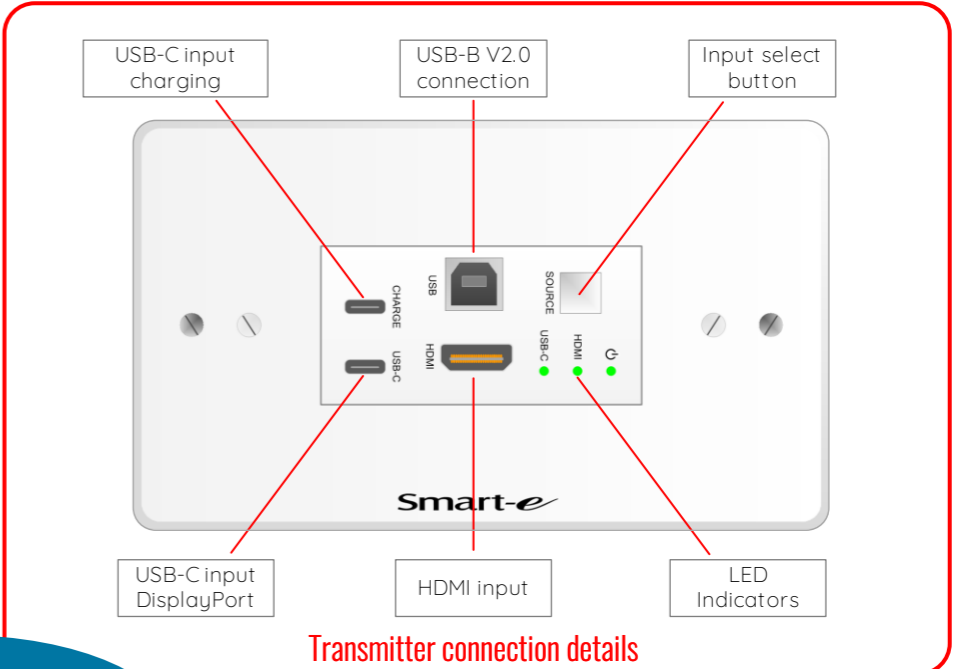 USB-C input
charging
USB-B V2.0
connection
Input select
button
CHARGE
USB
SOURCE
USB-C
HDMI
USB-C
HDMI
Smart-e
USB-C input
DisplayPort
HDMI input
LED
Indicators
Transmitter connection details